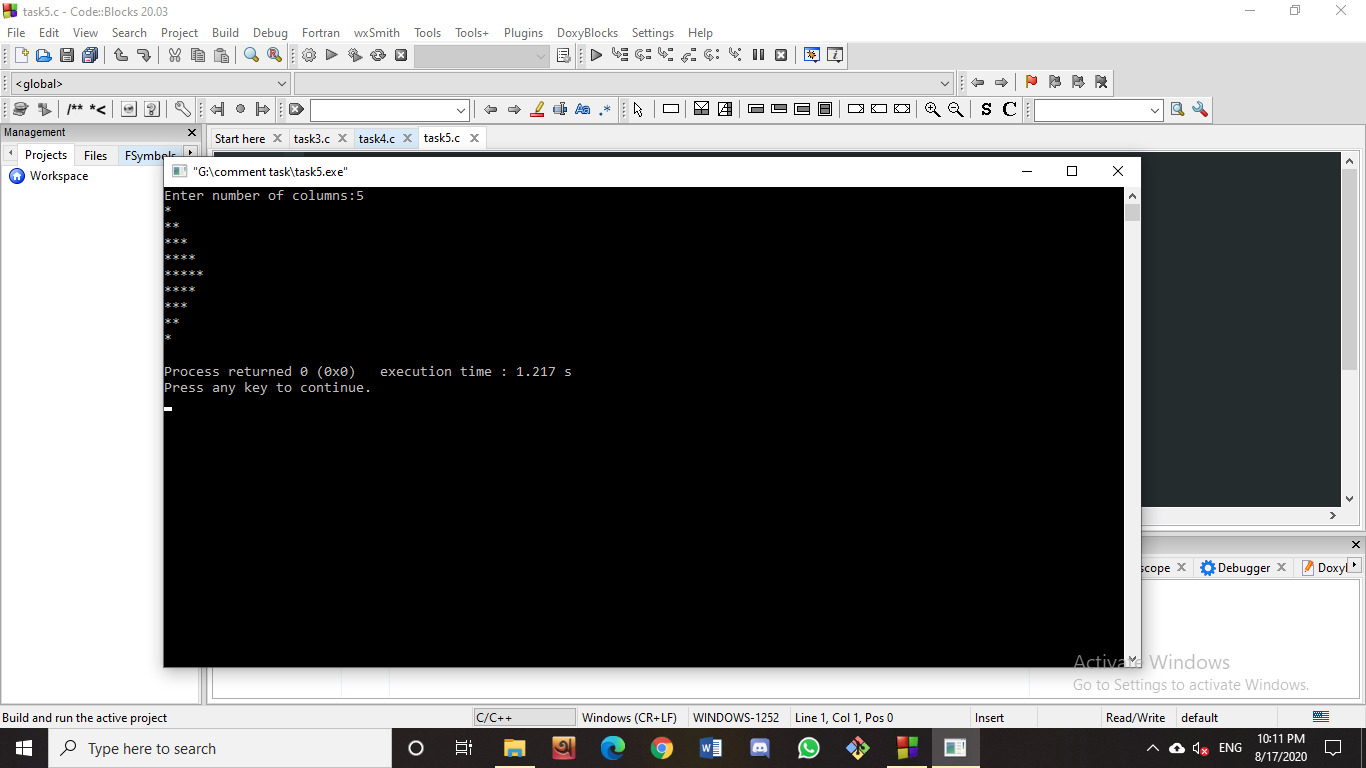 task5.c - Code::Blocks 20.03
File Edit View Search Project Build Debug Fortran wxSmith Tools Tools+ Plugins DoxyBlocks Settings Help
<global>
/** *< Aa .* S C
Management
Start here task3.c task4.c task5.c
Projects Files FSymbols
Workspace
"G:\comment task\task5.exe"
Enter number of columns:5
*
**
***
****
*****
****
***
**
*
Process returned 0 (0x0)   execution time : 1.217 s
Press any key to continue.
scope Debugger
Activate Windows
Go to Settings to activate Windows.
Build and run the active project C/C++ Windows (CR+LF) WINDOWS-1252 Line 1, Col 1, Pos 0 Insert Read/Write default
Type here to search ENG 10:11 PM
8/17/2020